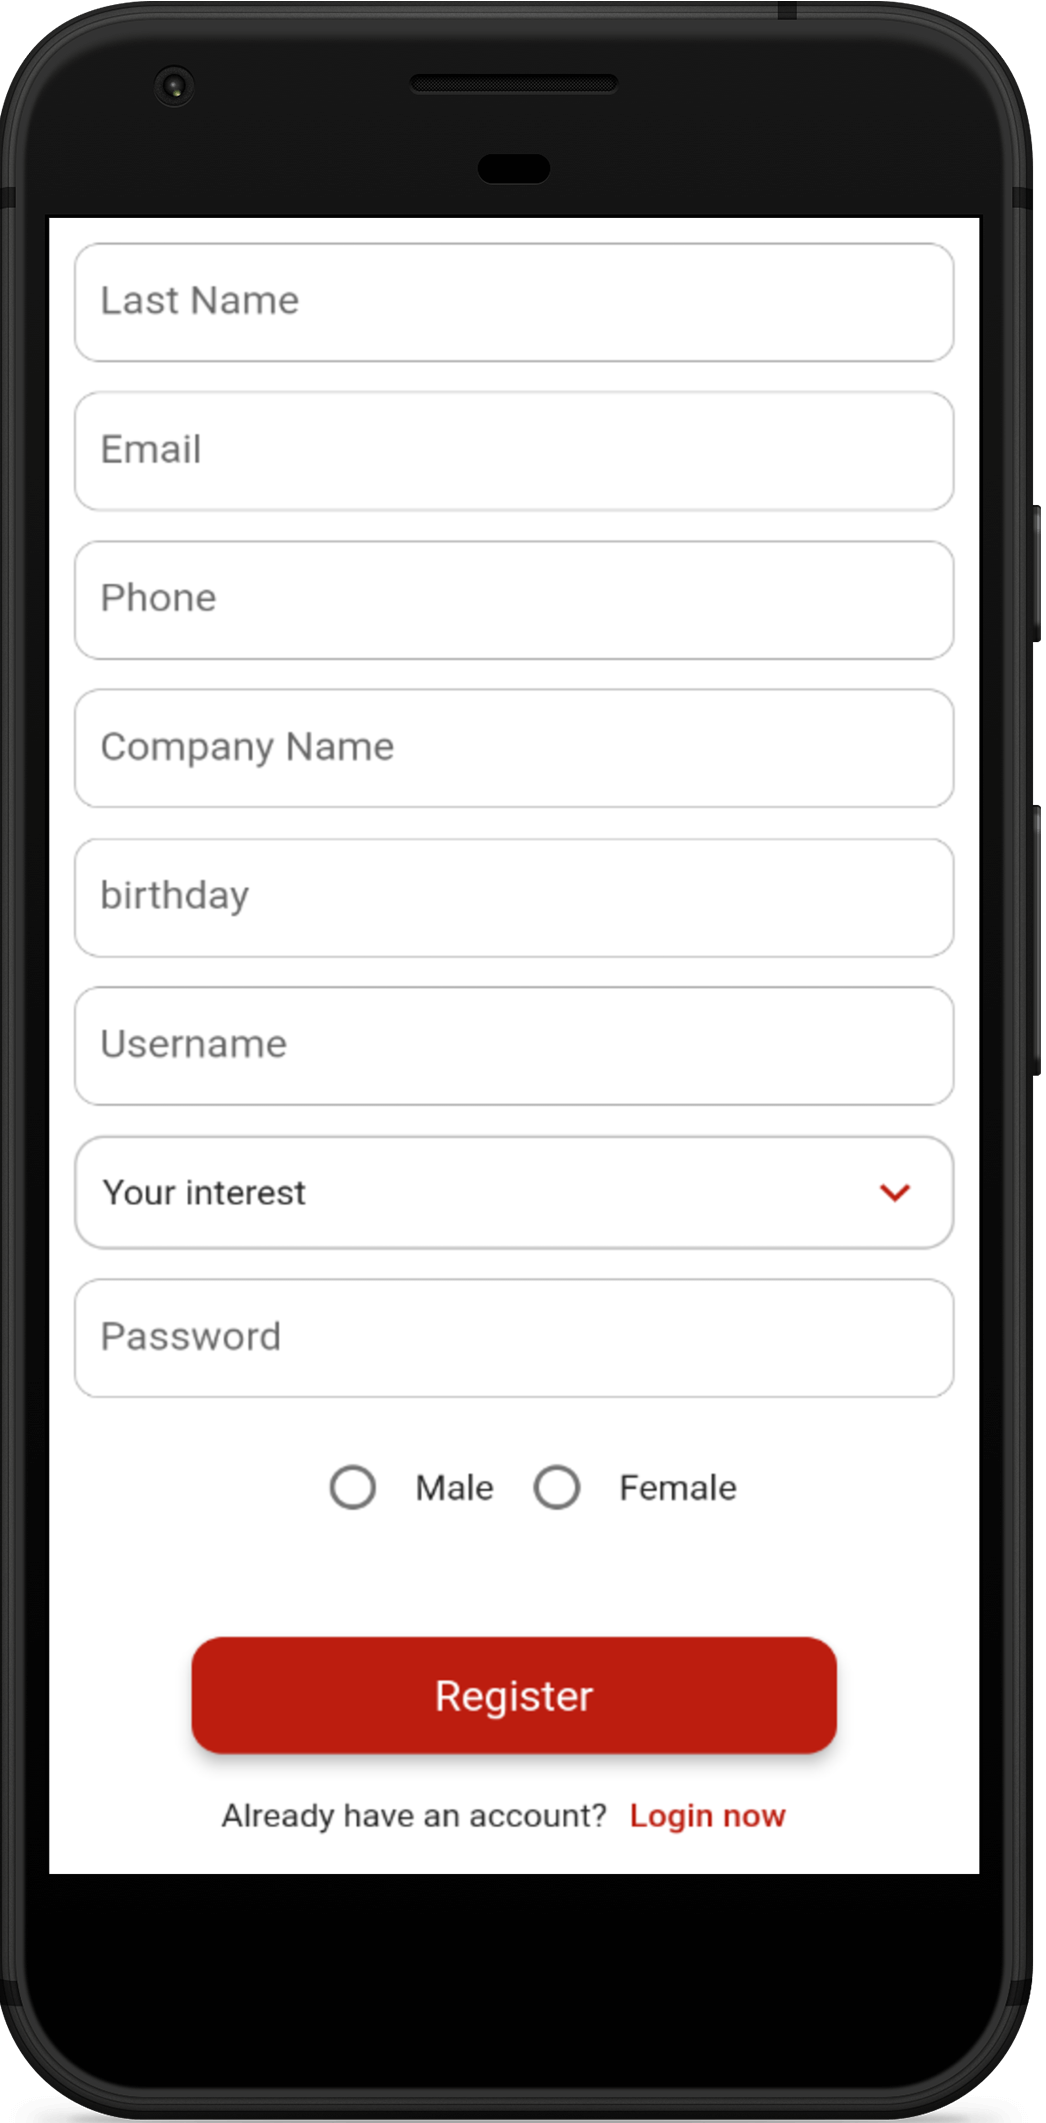 Last Name
Email
Phone
Company Name
birthday
Username
Your interest
Password
Male Female
Register
Already have an account? Login now